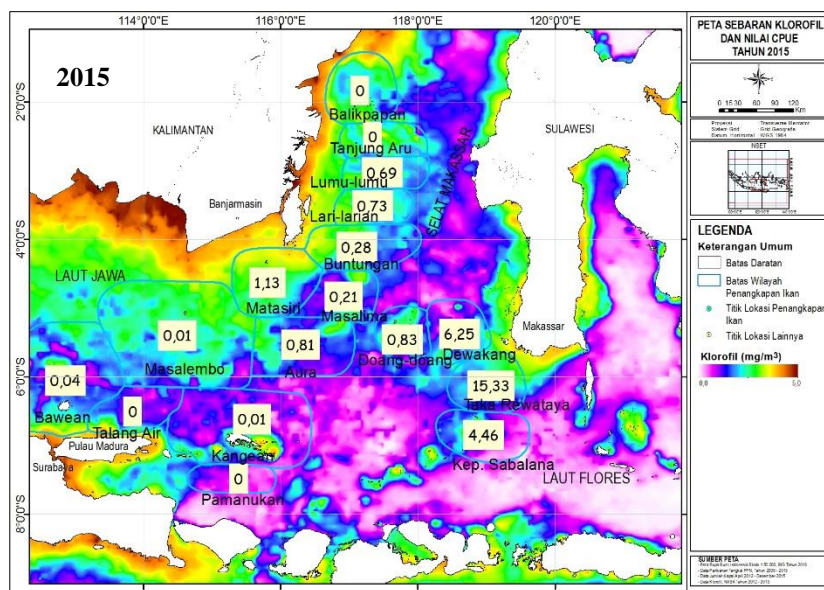 2015
114°0'0"E
116°0'0"E
118°0'0"E
120°0'0"E
2°0'0"S
4°0'0"S
6°0'0"S
8°0'0"S
KALIMANTAN
Banjarmasin
SULAWESI
SELAT MAKASSAR
LAUT JAWA
Makassar
LAUT FLORES
Pulau Madura
Surabaya
0
Balikpapan
0
Tanjung Aru
0,69
Lumu-lumu
0,73
Lari-larian
0,28
Buntungan
1,13
Matasiri
0,21
Masalima
0,01
Masalembo
0,81
Aura
0,83
Doang-doang
6,25
Dewakang
0,04
Bawean
0
Talang Air
0,01
Kangean
0
Pamanukan
15,33
Taka Rewataya
4,46
Kep. Sabalana
PETA SEBARAN KLOROFIL
DAN NILAI CPUE
TAHUN 2015
0 15 30 60 90 120
Km
INSET
LEGENDA
Keterangan Umum
Batas Daratan
Batas Wilayah
Penangkapan Ikan
Titik Lokasi Penangkapan
Ikan
Titik Lokasi Lainnya
Klorofil (mg/m³)
0,0
5,0
SUMBER PETA